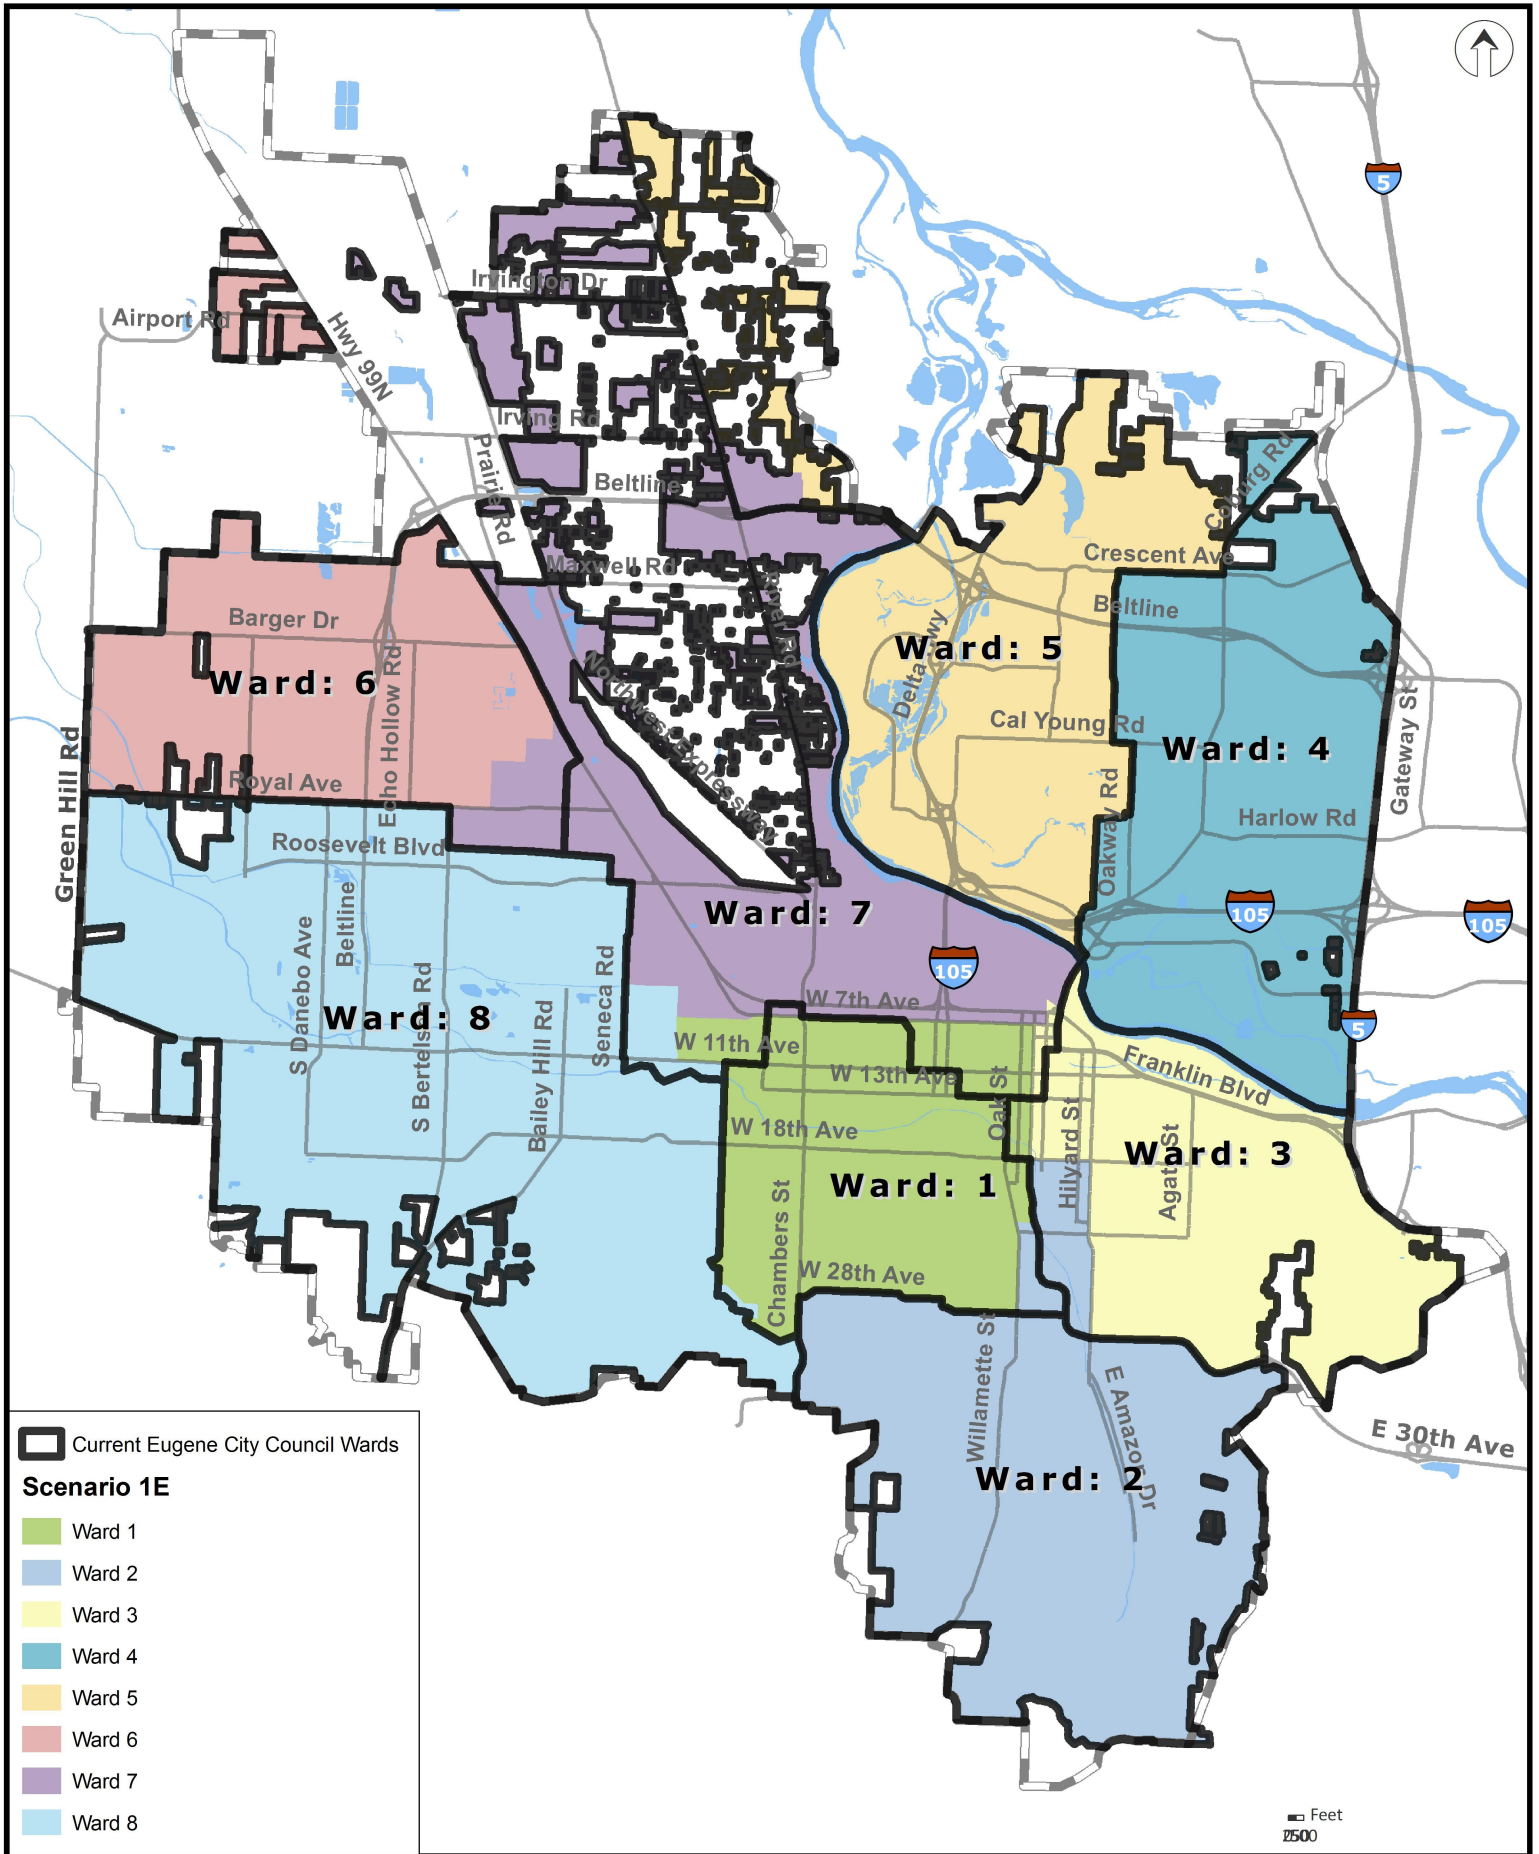 5
Irvington Dr
Airport Rd
Hwy 99N
Irving Rd
Prairie Rd
Beltline
Coburg Rd
Crescent Ave
Maxwell Rd
Beltline
Barger Dr
River Rd
Ward: 5
Delta Hwy
Ward: 6
Echo Hollow Rd
Northwest Expressway
Cal Young Rd
Ward: 4
Gateway St
Green Hill Rd
Royal Ave
Oakway Rd
Harlow Rd
Roosevelt Blvd
Ward: 7
105
105
105
S Danebo Ave
Beltline
S Bertelsen Rd
Seneca Rd
Bailey Hill Rd
Ward: 8
W 7th Ave
5
W 11th Ave
W 13th Ave
Franklin Blvd
Oak St
Hilyard St
W 18th Ave
Ward: 3
Agate St
Ward: 1
Chambers St
W 28th Ave
Willamette St
E Amazon Dr
E 30th Ave
Ward: 2
Current Eugene City Council Wards
Scenario 1E
Ward 1
Ward 2
Ward 3
Ward 4
Ward 5
Ward 6
Ward 7
Ward 8
Feet